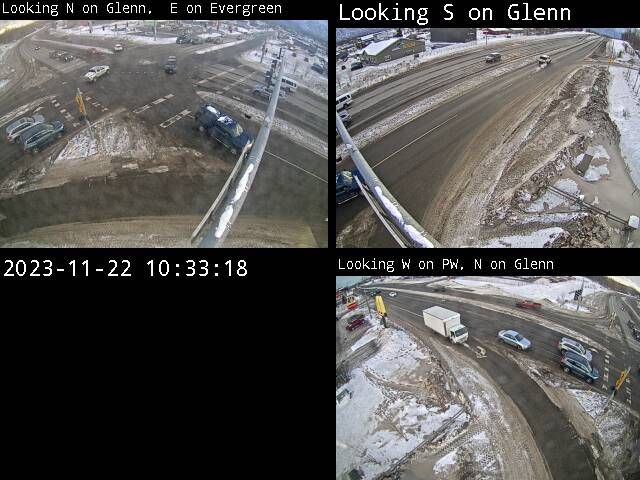 Looking N on Glenn,  E on Evergreen
Looking S on Glenn
2023-11-22 10:33:18
Looking W on PW, N on Glenn